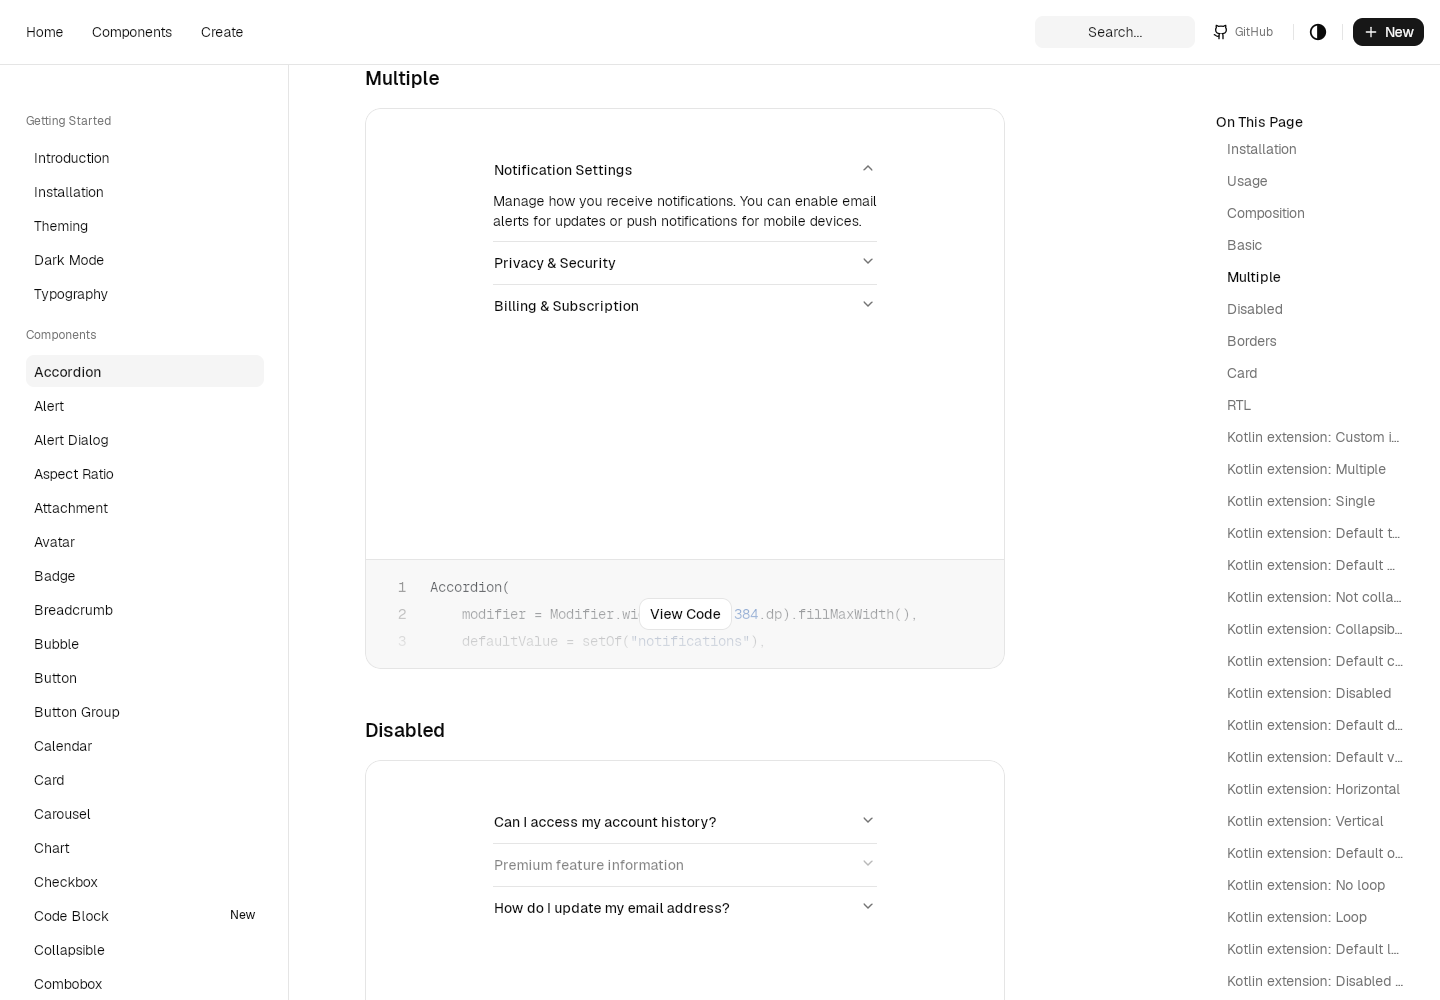 Home
Components
Create
Search...
GitHub
New
Getting Started
Introduction
Installation
Theming
Dark Mode
Typography
Components
Accordion
Alert
Alert Dialog
Aspect Ratio
Attachment
Avatar
Badge
Breadcrumb
Bubble
Button
Button Group
Calendar
Card
Carousel
Chart
Checkbox
Code Block
New
Collapsible
Combobox
Multiple
Notification Settings
Manage how you receive notifications. You can enable email
alerts for updates or push notifications for mobile devices.
Privacy & Security
Billing & Subscription
1 Accordion(
2 modifier = Modifier.wi
View Code
384.dp).fillMaxWidth(),
3 defaultValue = setOf("notifications"),
Disabled
Can I access my account history?
Premium feature information
How do I update my email address?
On This Page
Installation
Usage
Composition
Basic
Multiple
Disabled
Borders
Card
RTL
Kotlin extension: Custom i...
Kotlin extension: Multiple
Kotlin extension: Single
Kotlin extension: Default t...
Kotlin extension: Default ...
Kotlin extension: Not colla...
Kotlin extension: Collapsib...
Kotlin extension: Default c...
Kotlin extension: Disabled
Kotlin extension: Default d...
Kotlin extension: Default v...
Kotlin extension: Horizontal
Kotlin extension: Vertical
Kotlin extension: Default o...
Kotlin extension: No loop
Kotlin extension: Loop
Kotlin extension: Default l...
Kotlin extension: Disabled ...